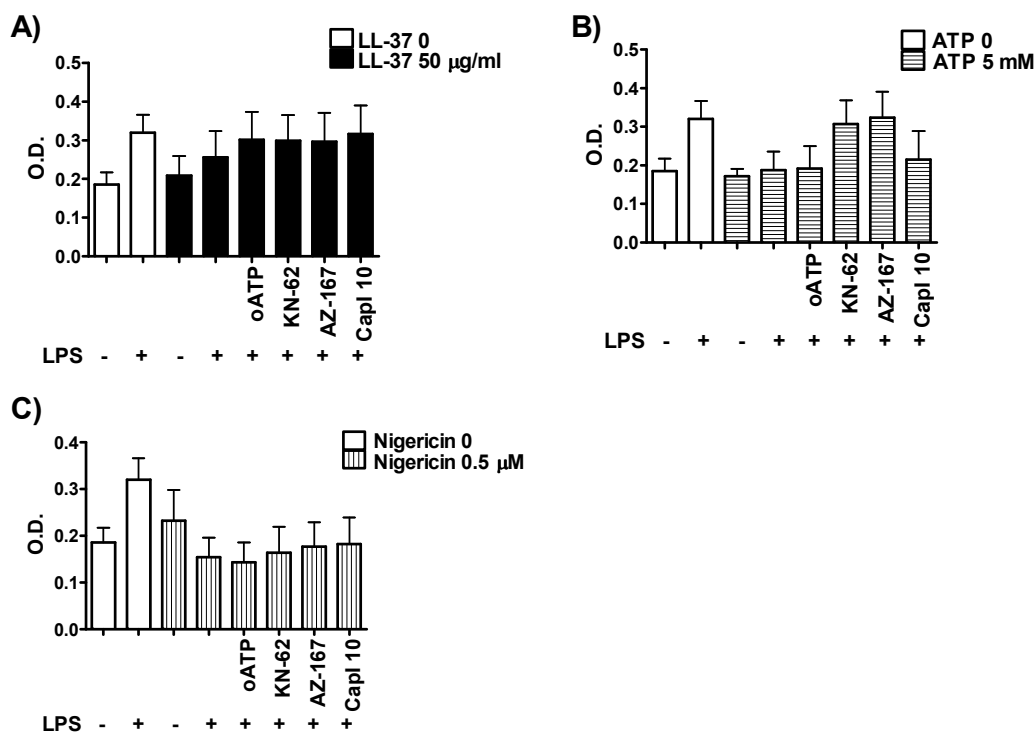 A)
LL-37 0
LL-37 50 μg/ml
0.5
0.4
0.3
0.2
0.1
0.0
O.D.
oATP
KN-62
AZ-167
CapI 10
LPS - + - + + + + +
B)
ATP 0
ATP 5 mM
0.5
0.4
0.3
0.2
0.1
0.0
O.D.
oATP
KN-62
AZ-167
CapI 10
LPS - + - + + + + +
C)
Nigericin 0
Nigericin 0.5 μM
0.4
0.3
0.2
0.1
0.0
O.D.
oATP
KN-62
AZ-167
CapI 10
LPS - + - + + + + +